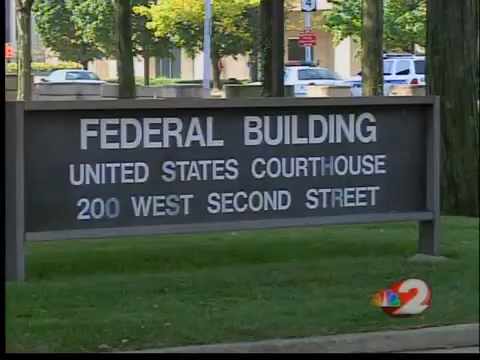 FEDERAL BUILDING
UNITED STATES COURTHOUSE
200 WEST SECOND STREET
2